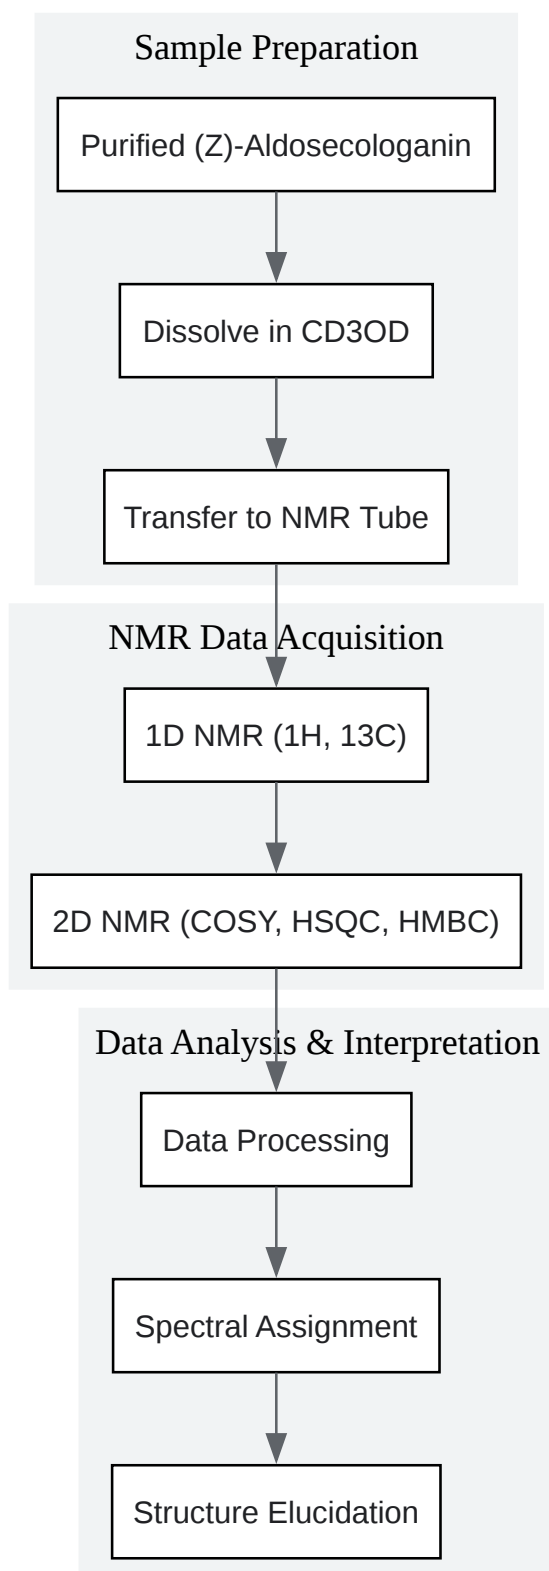 Sample Preparation
Purified (Z)-Aldosecologanin
Dissolve in CD3OD
Transfer to NMR Tube
NMR Data Acquisition
1D NMR (1H, 13C)
2D NMR (COSY, HSQC, HMBC)
Data Analysis & Interpretation
Data Processing
Spectral Assignment
Structure Elucidation